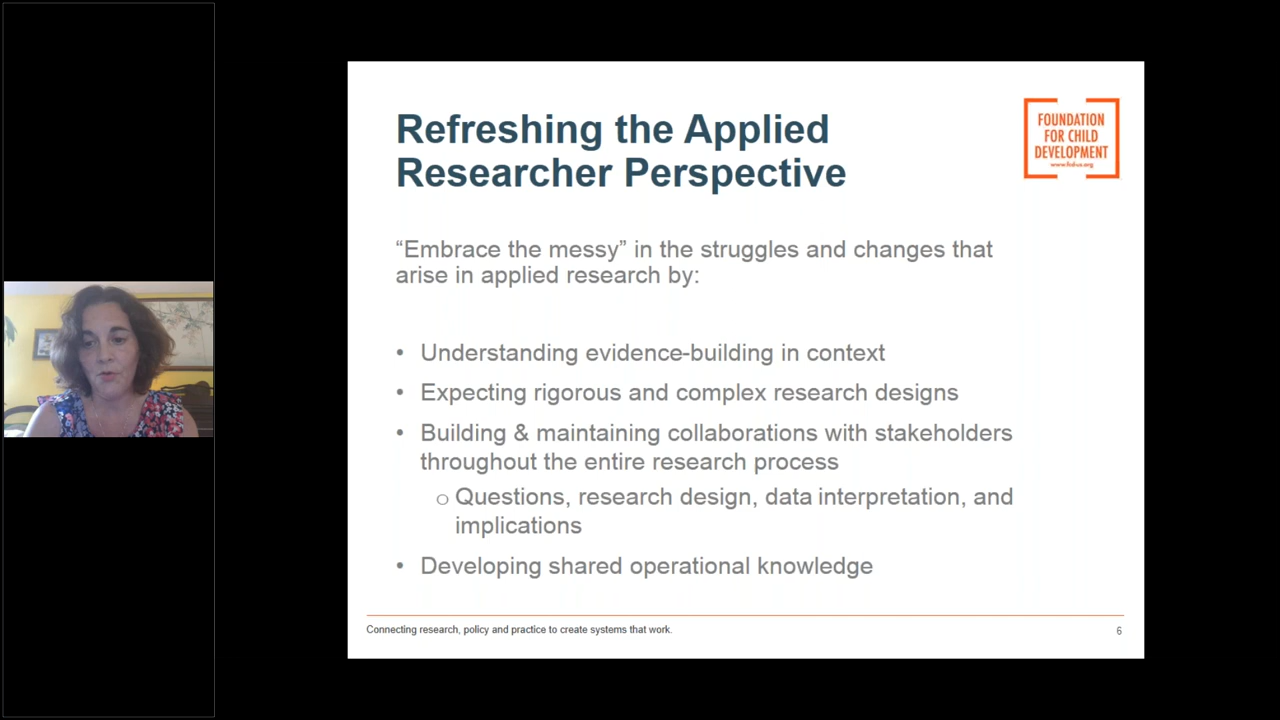 Refreshing the Applied
Researcher Perspective
FOUNDATION
FOR CHILD
DEVELOPMENT
"Embrace the messy" in the struggles and changes that
arise in applied research by:
• Understanding evidence-building in context
• Expecting rigorous and complex research designs
• Building & maintaining collaborations with stakeholders
throughout the entire research process
o Questions, research design, data interpretation, and
implications
• Developing shared operational knowledge
Connecting research, policy and practice to create systems that work.
6